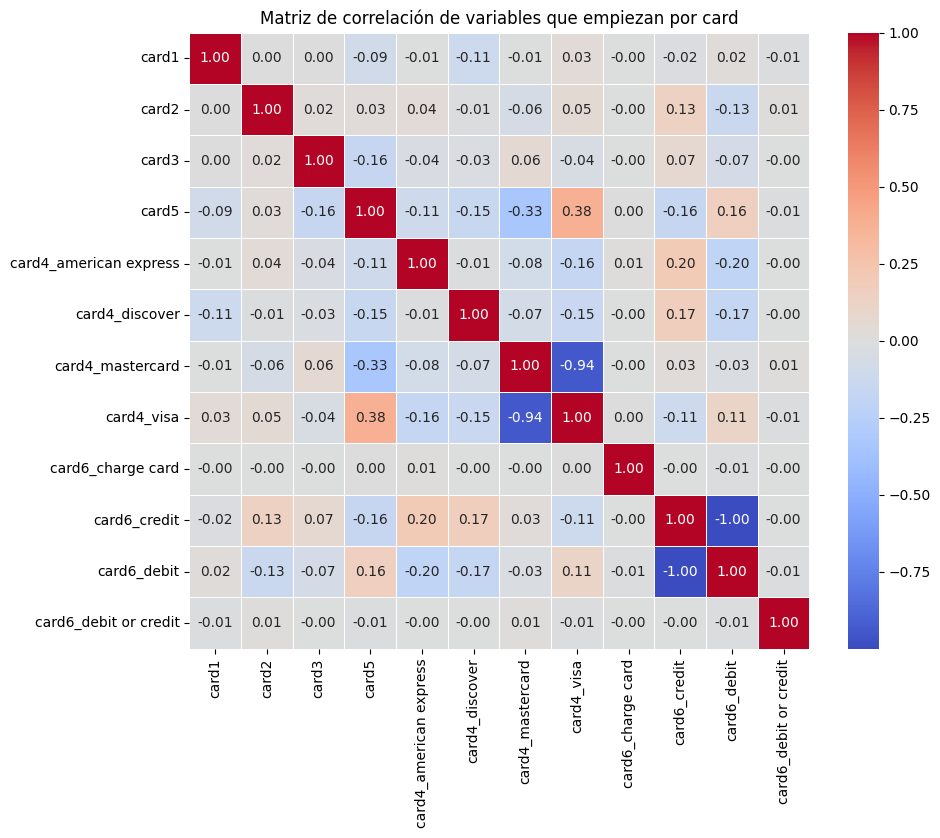 Matriz de correlación de variables que empiezan por card
card1 1.00 0.00 0.00 -0.09 -0.01 -0.11 -0.01 0.03 -0.00 -0.02 0.02 -0.01
card2 0.00 1.00 0.02 0.03 0.04 -0.01 -0.06 0.05 -0.00 0.13 -0.13 0.01
card3 0.00 0.02 1.00 -0.16 -0.04 -0.03 0.06 -0.04 -0.00 0.07 -0.07 -0.00
card5 -0.09 0.03 -0.16 1.00 -0.11 -0.15 -0.33 0.38 0.00 -0.16 0.16 -0.01
card4_american express -0.01 0.04 -0.04 -0.11 1.00 -0.01 -0.08 -0.16 0.01 0.20 -0.20 -0.00
card4_discover -0.11 -0.01 -0.03 -0.15 -0.01 1.00 -0.07 -0.15 -0.00 0.17 -0.17 -0.00
card4_mastercard -0.01 -0.06 0.06 -0.33 -0.08 -0.07 1.00 -0.94 -0.00 0.03 -0.03 0.01
card4_visa 0.03 0.05 -0.04 0.38 -0.16 -0.15 -0.94 1.00 0.00 -0.11 0.11 -0.01
card6_charge card -0.00 -0.00 -0.00 0.00 0.01 -0.00 -0.00 0.00 1.00 -0.00 -0.01 -0.00
card6_credit -0.02 0.13 0.07 -0.16 0.20 0.17 0.03 -0.11 -0.00 1.00 -1.00 -0.00
card6_debit 0.02 -0.13 -0.07 0.16 -0.20 -0.17 -0.03 0.11 -0.01 -1.00 1.00 -0.01
card6_debit or credit -0.01 0.01 -0.00 -0.01 -0.00 -0.00 0.01 -0.01 -0.00 -0.00 -0.01 1.00
card1
card2
card3
card5
card4_american express
card4_discover
card4_mastercard
card4_visa
card6_charge card
card6_credit
card6_debit
card6_debit or credit
1.00
0.75
0.50
0.25
0.00
−0.25
−0.50
−0.75